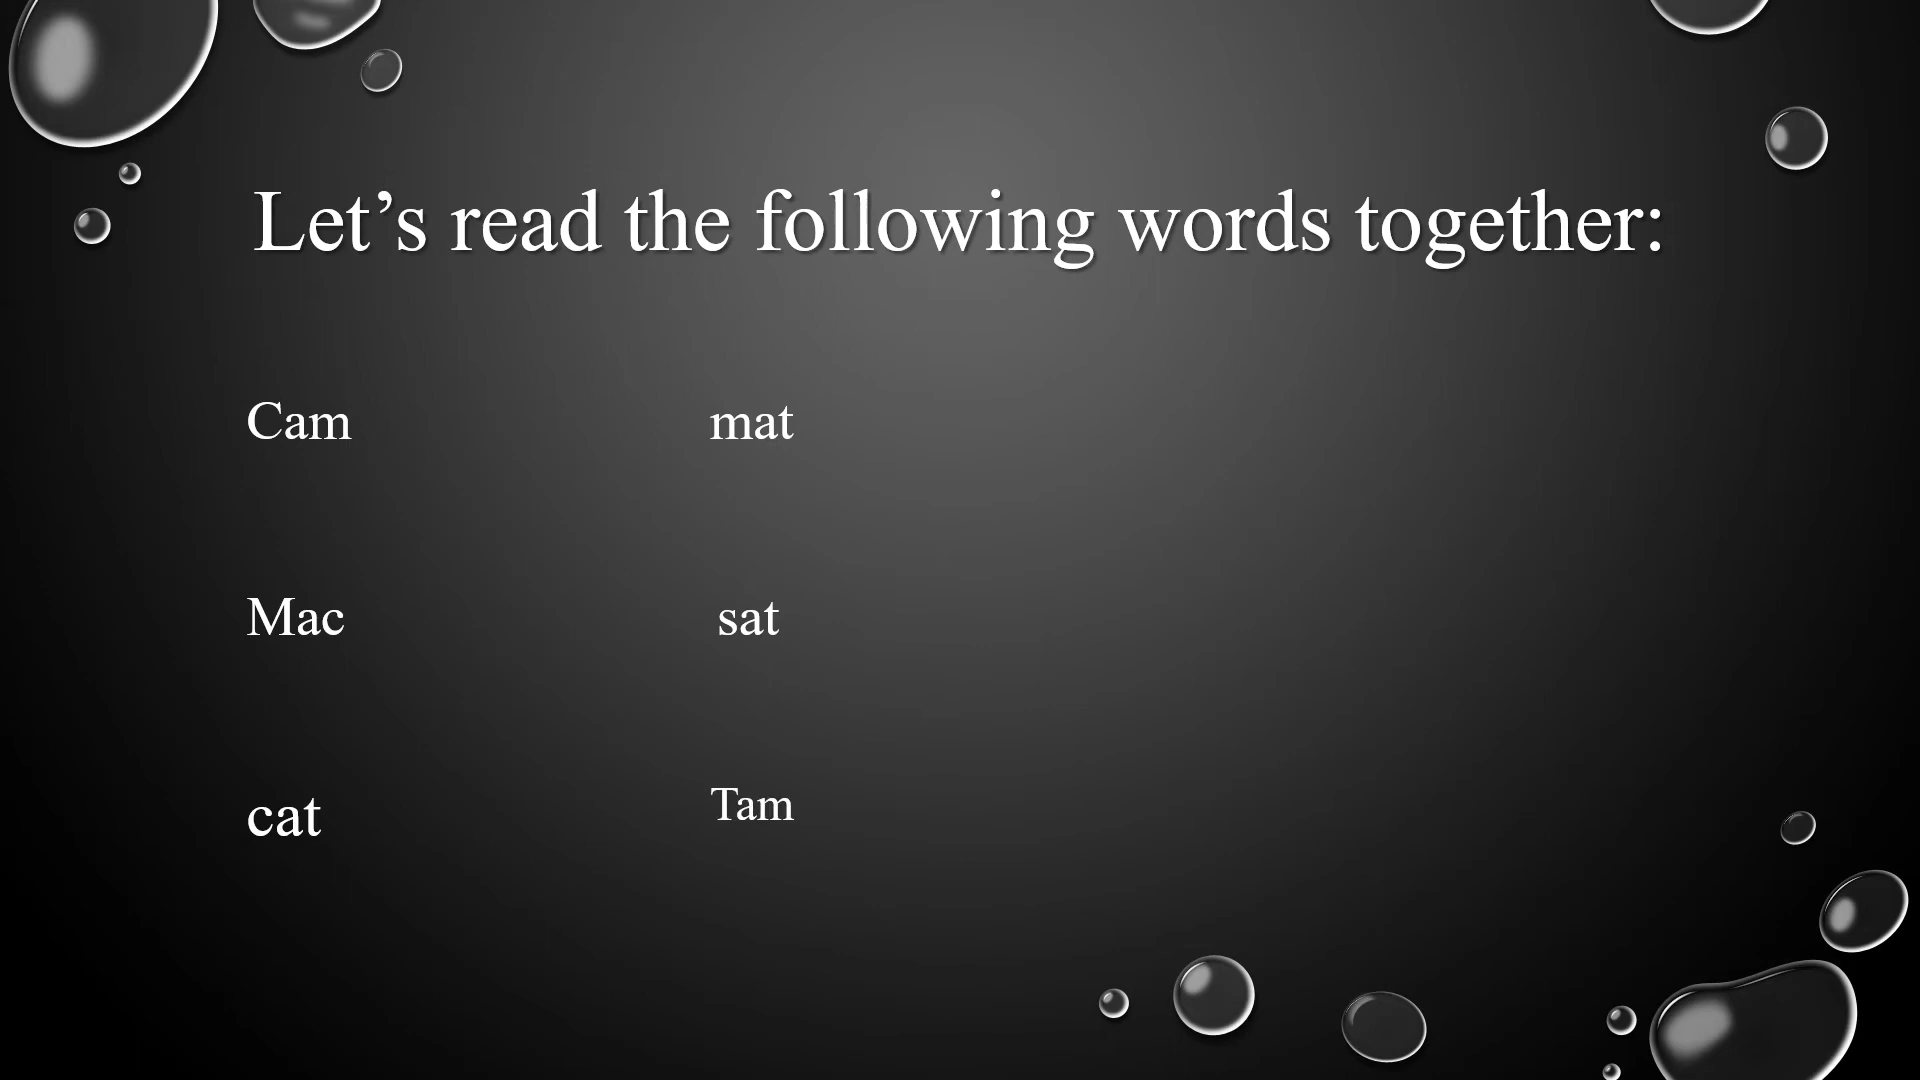 Let’s read the following words together:
Cam mat
Mac sat
cat Tam